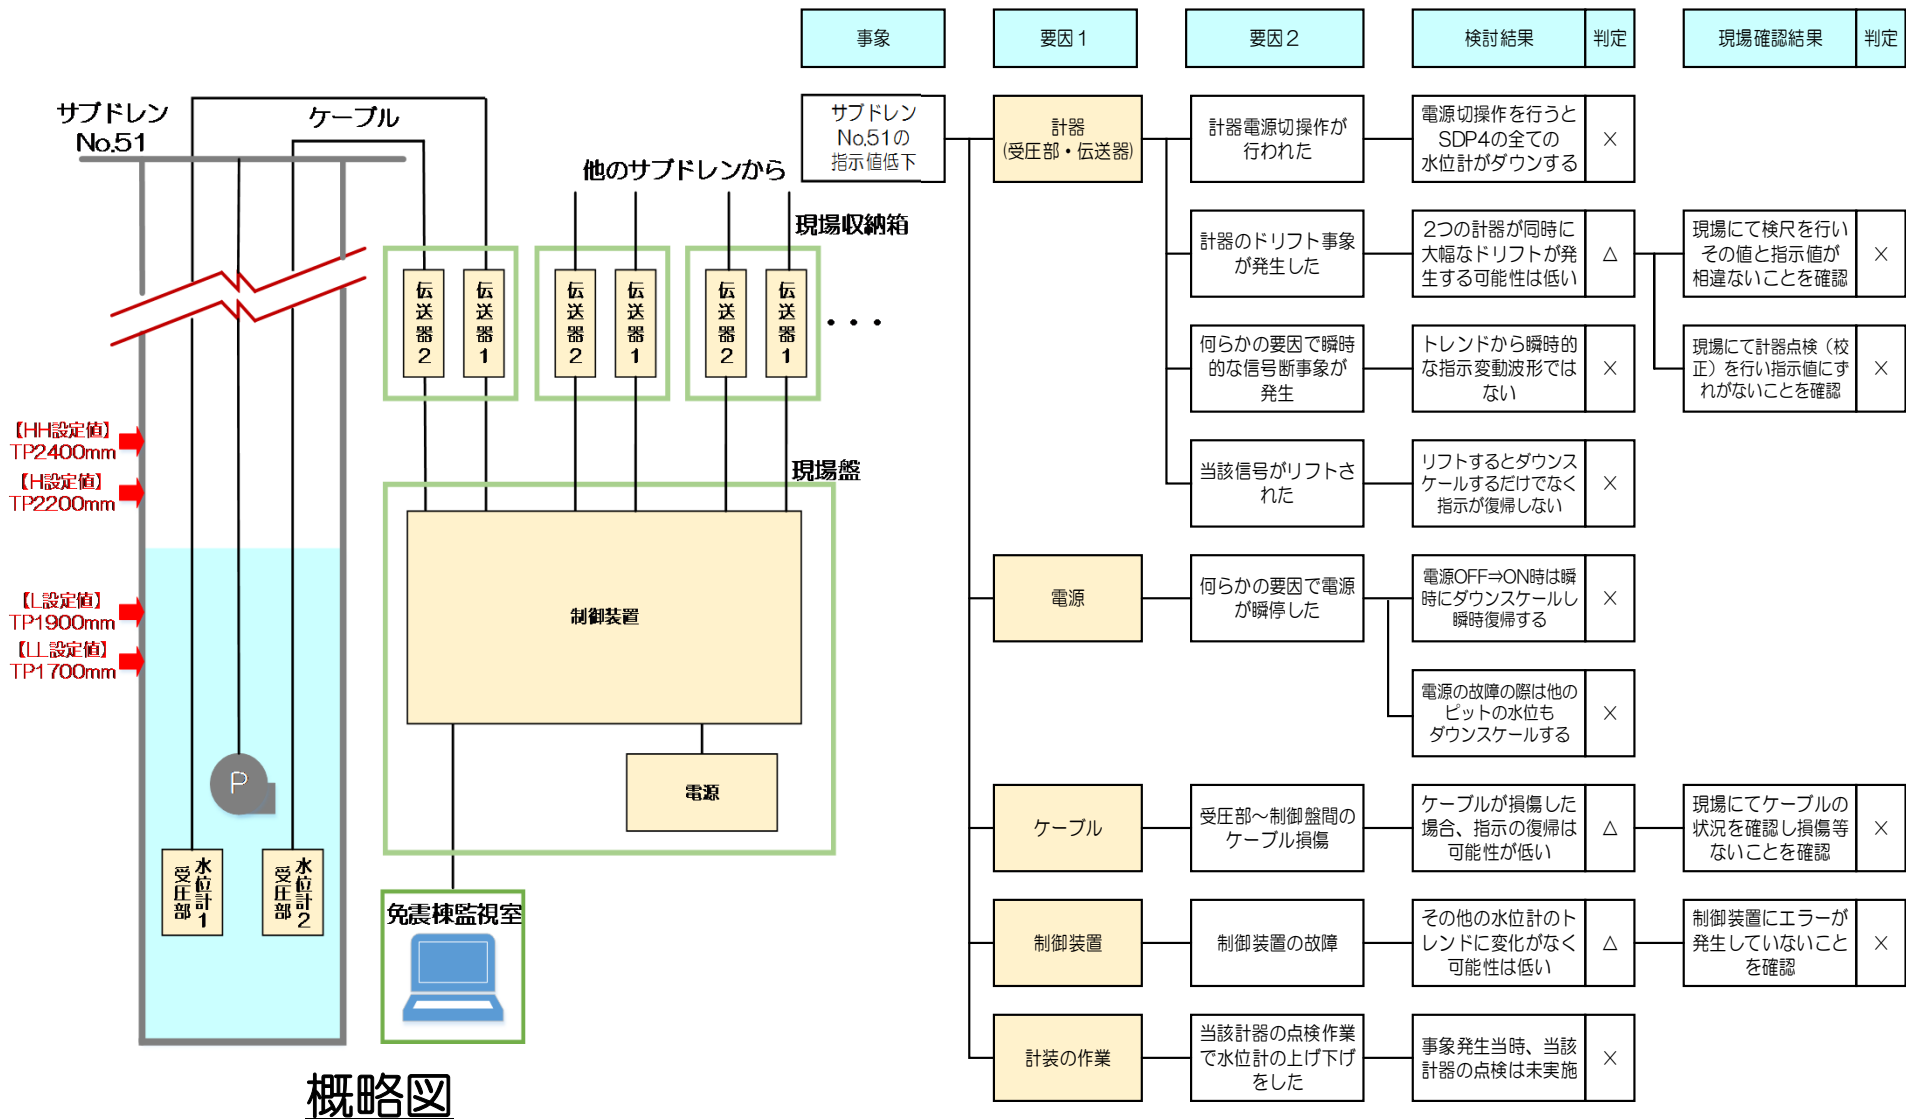 サブドレン
No.51
ケーブル
他のサブドレンから
現場収納箱
伝送器2
伝送器1
伝送器2
伝送器1
伝送器2
伝送器1
・・・
【HH設定値】
TP2400mm
【H設定値】
TP2200mm
【L設定値】
TP1900mm
【LL設定値】
TP1700mm
現場盤
制御装置
電源
P
水位計1
受圧部
水位計2
受圧部
免震棟監視室
概略図
事象
要因1
要因2
検討結果
判定
現場確認結果
判定
サブドレン
No.51の
指示値低下
計器
(受圧部・伝送器)
計器電源切操作が
行われた
電源切操作を行うと
SDP4の全ての
水位計がダウンする
×
計器のドリフト事象
が発生した
2つの計器が同時に
大幅なドリフトが発
生する可能性は低い
△
現場にて検尺を行い
その値と指示値が
相違ないことを確認
×
現場にて計器点検（校
正）を行い指示値にず
れがないことを確認
×
何らかの要因で瞬時
的な信号断事象が
発生
トレンドから瞬時的
な指示変動波形では
ない
×
当該信号がリフトさ
れた
リフトするとダウンス
ケールするだけでなく
指示が復帰しない
×
電源
何らかの要因で電源
が瞬停した
電源OFF⇒ON時は瞬
時にダウンスケールし
瞬時復帰する
×
電源の故障の際は他の
ピットの水位も
ダウンスケールする
×
ケーブル
受圧部～制御盤間の
ケーブル損傷
ケーブルが損傷した
場合、指示の復帰は
可能性が低い
△
現場にてケーブルの
状況を確認し損傷等
ないことを確認
×
制御装置
制御装置の故障
その他の水位計のト
レンドに変化がなく
可能性は低い
△
制御装置にエラーが
発生していないこと
を確認
×
計装の作業
当該計器の点検作業
で水位計の上げ下げ
をした
事象発生当時、当該
計器の点検は未実施
×